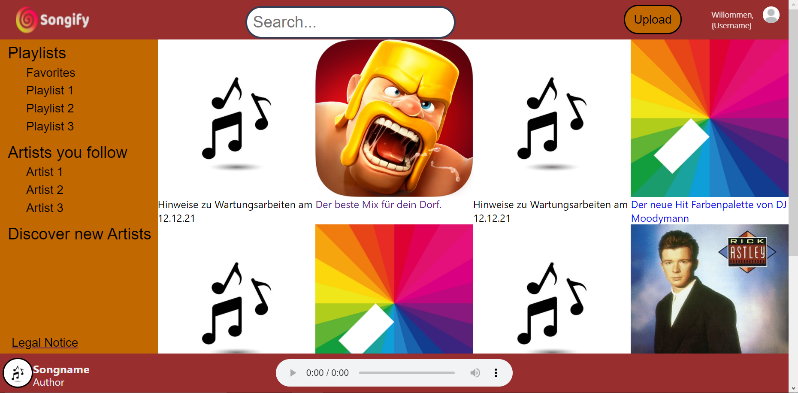 Songify
Search...
Upload
Willommen,
{Username}
Playlists
Favorites
Playlist 1
Playlist 2
Playlist 3
Artists you follow
Artist 1
Artist 2
Artist 3
Discover new Artists
Legal Notice
Hinweise zu Wartungsarbeiten am
12.12.21
Der beste Mix für dein Dorf.
Hinweise zu Wartungsarbeiten am
12.12.21
Der neue Hit Farbenpalette von DJ
Moodymann
RICK
ASTLEY
Songname
Author
0:00 / 0:00